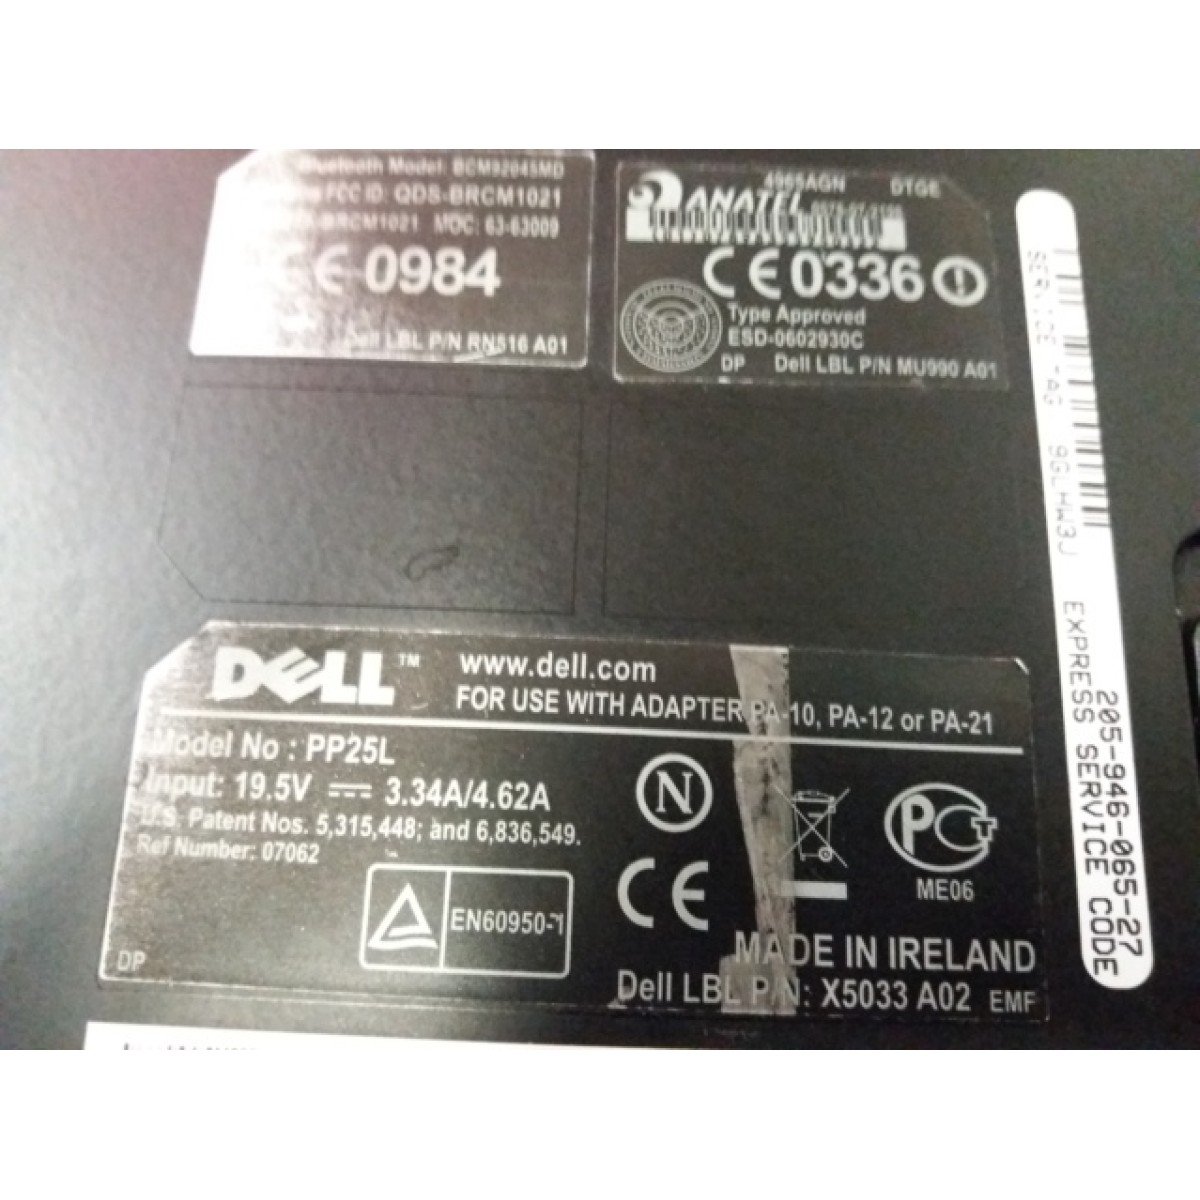 Bluetooth Model: BCM92045MD
FCC ID: QDS-BRCM1021
-BRCM1021 MOC: 63-63009
CE 0984
Dell LBL P/N RN516 A01
4965AGN DTGE
ANATEL
CE 0336
Type Approved
ESD-0602930C
DP Dell LBL P/N MU990 A01
SERVICE TAG 9GLHW3J EXPRESS SERVICE CODE
205-946-065-27
DELL™ www.dell.com
FOR USE WITH ADAPTER PA-10, PA-12 or PA-21
Model No : PP25L
Input: 19.5V 3.34A/4.62A
U.S. Patent Nos. 5,315,448; and 6,836,549.
Ref Number: 07062
N
PCT
ME06
EN60950-1
CE
DP
MADE IN IRELAND
Dell LBL P/N: X5033 A02 EMF